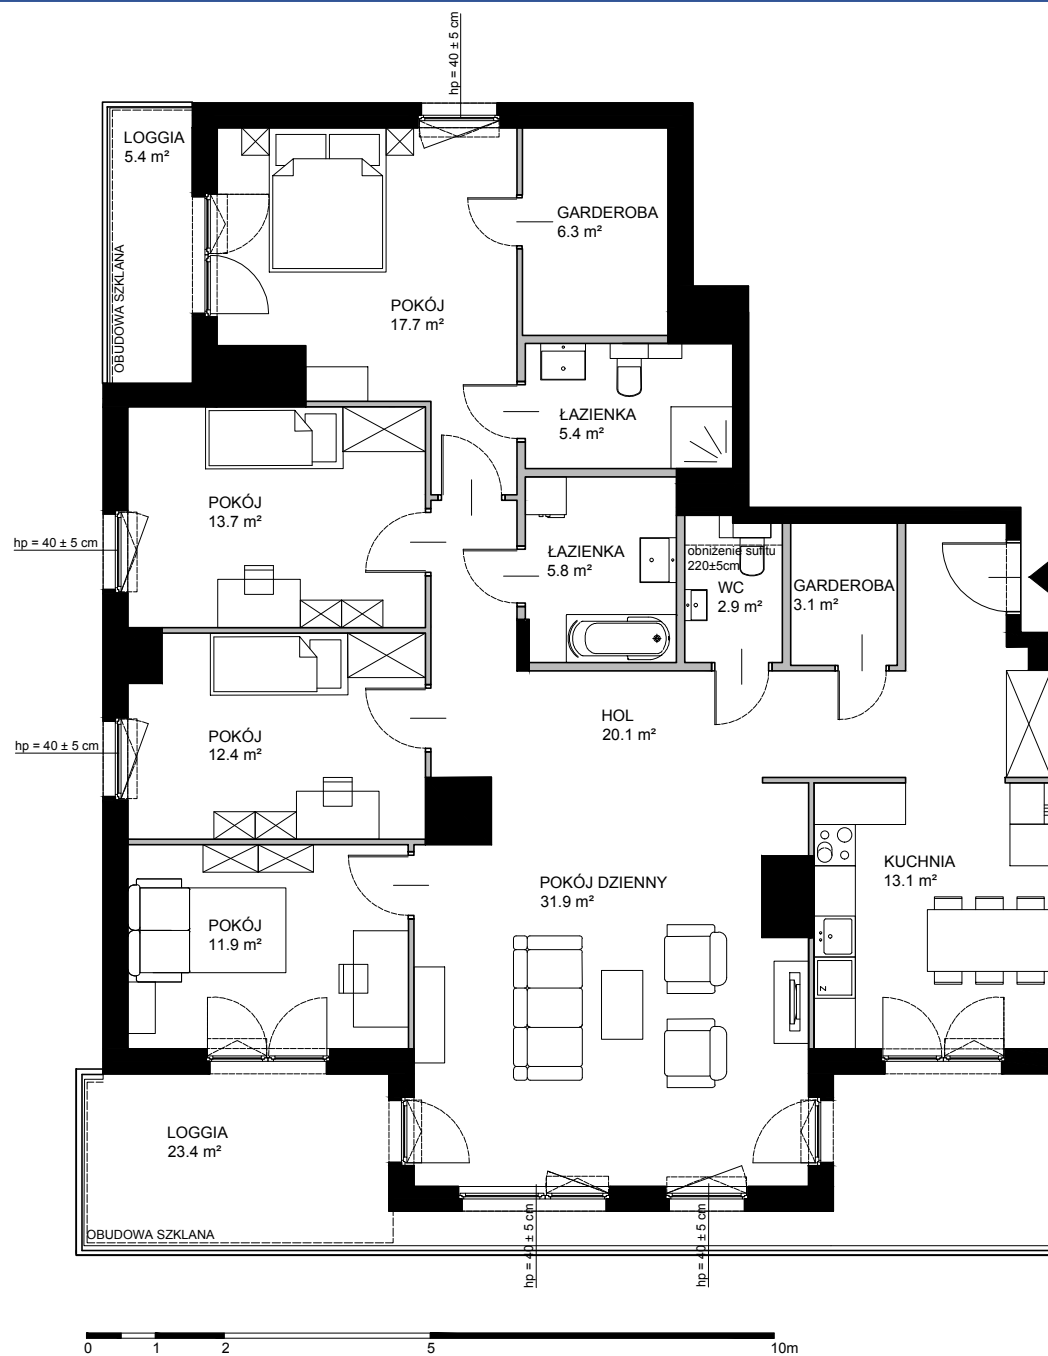 hp = 40 ± 5 cm
LOGGIA
5.4 m²
OBUDOWA SZKLANA
GARDEROBA
6.3 m²
POKÓJ
17.7 m²
ŁAZIENKA
5.4 m²
POKÓJ
13.7 m²
hp = 40 ± 5 cm
ŁAZIENKA
5.8 m²
obniżenie sufitu
220±5cm
WC
2.9 m²
GARDEROBA
3.1 m²
HOL
20.1 m²
POKÓJ
12.4 m²
hp = 40 ± 5 cm
KUCHNIA
13.1 m²
POKÓJ DZIENNY
31.9 m²
POKÓJ
11.9 m²
Z
LOGGIA
23.4 m²
OBUDOWA SZKLANA
hp = 40 ± 5 cm
hp = 40 ± 5 cm
0 1 2 5 10m